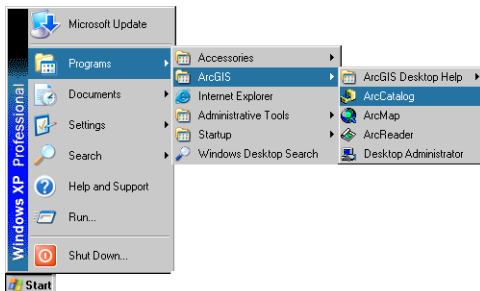 Microsoft Update
Programs
Documents
Settings
Search
Help and Support
Run...
Shut Down...
Windows XP Professional
Start
Accessories
ArcGIS
Internet Explorer
Administrative Tools
Startup
Windows Desktop Search
ArcGIS Desktop Help
ArcCatalog
ArcMap
ArcReader
Desktop Administrator